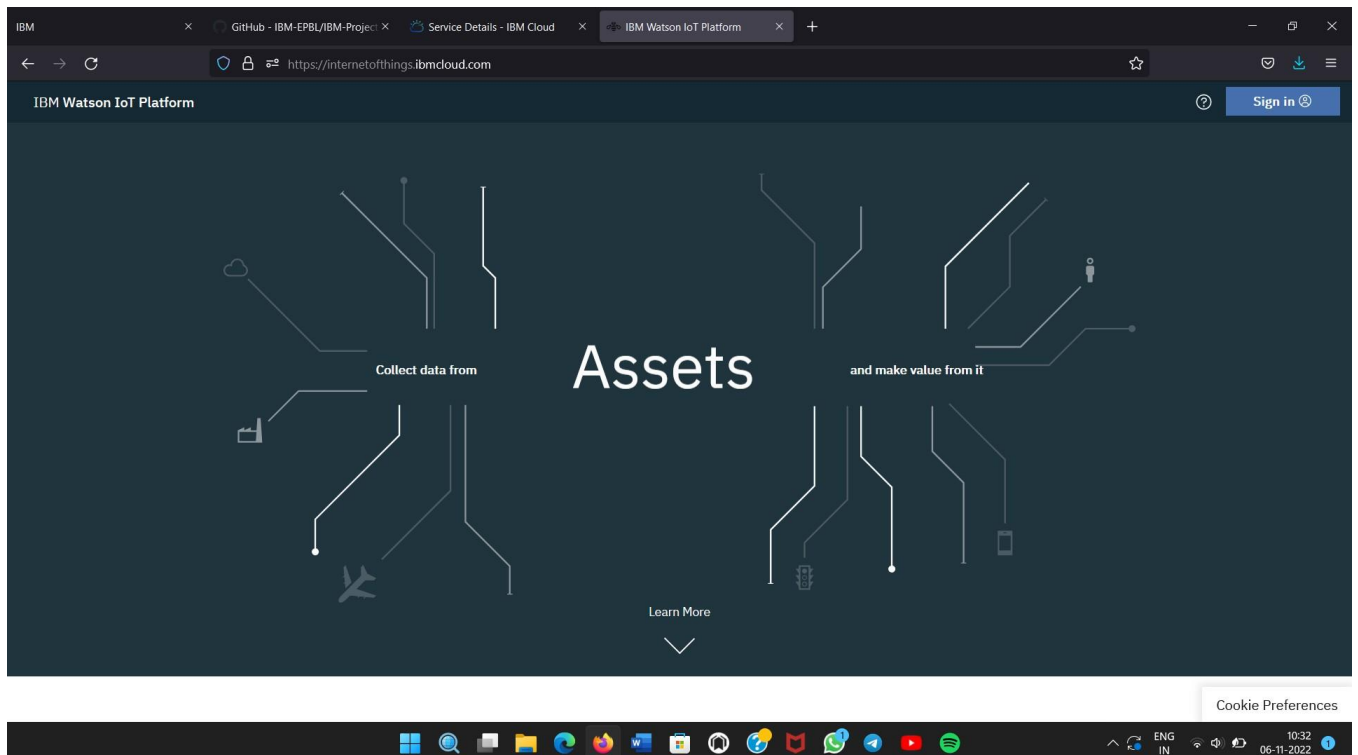 IBM
GitHub - IBM-EPBL/IBM-Project
Service Details - IBM Cloud
IBM Watson IoT Platform
https://internetofthings.ibmcloud.com
IBM Watson IoT Platform
Sign in
Collect data from
Assets
and make value from it
Learn More
Cookie Preferences
ENG
IN
10:32
06-11-2022
1
1